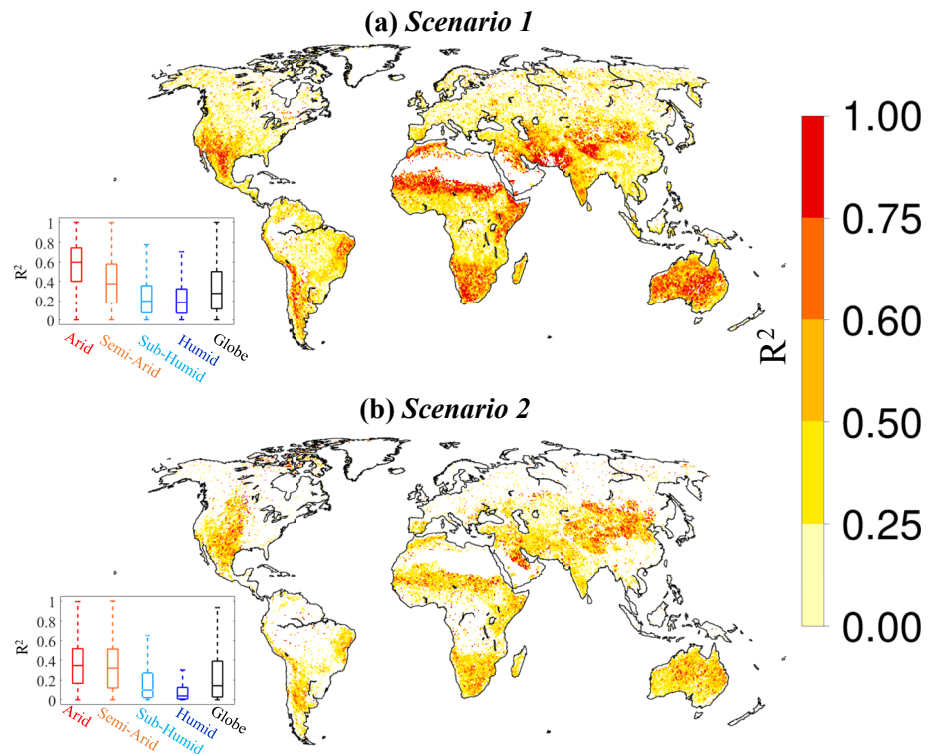 (a) Scenario 1
1.00
0.75
0.60
0.50
0.25
0.00
R²
1
0.8
0.6
0.4
0.2
0
R²
Arid
Semi-Arid
Sub-Humid
Humid
Globe
(b) Scenario 2
1
0.8
0.6
0.4
0.2
0
R²
Arid
Semi-Arid
Sub-Humid
Humid
Globe